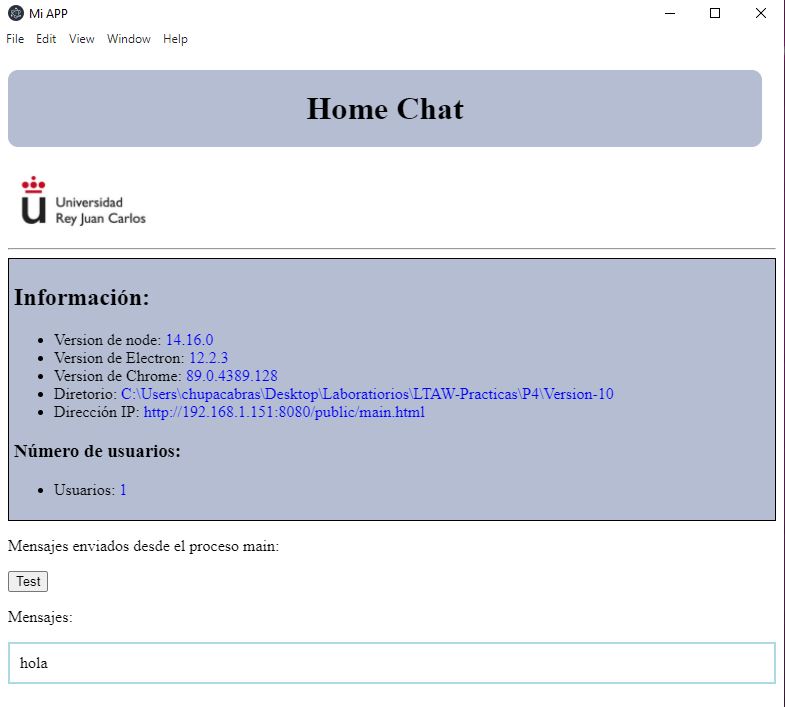 Mi APP
File Edit View Window Help
Home Chat
Universidad
Rey Juan Carlos
Información:
Version de node: 14.16.0
Version de Electron: 12.2.3
Version de Chrome: 89.0.4389.128
Diretorio: C:\Users\chupacabras\Desktop\Laboratiorios\LTAW-Practicas\P4\Version-10
Dirección IP: http://192.168.1.151:8080/public/main.html
Número de usuarios:
Usuarios: 1
Mensajes enviados desde el proceso main:
Test
Mensajes:
hola